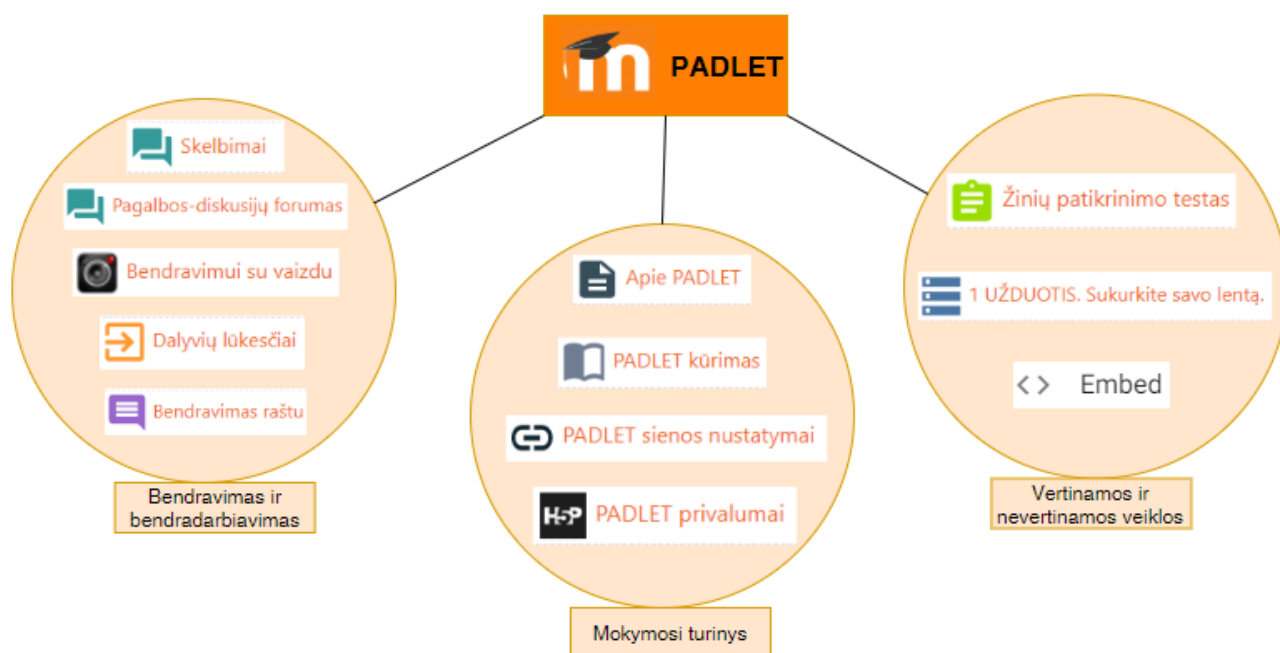 m PADLET
Skelbimai
Pagalbos-diskusijų forumas
Bendravimui su vaizdu
Dalyvių lūkesčiai
Bendravimas raštu
Bendravimas ir
bendradarbiavimas
Apie PADLET
PADLET kūrimas
PADLET sienos nustatymai
H5P PADLET privalumai
Mokymosi turinys
Žinių patikrinimo testas
1 UŽDUOTIS. Sukurkite savo lentą.
<> Embed
Vertinamos ir
nevertinamos veiklos